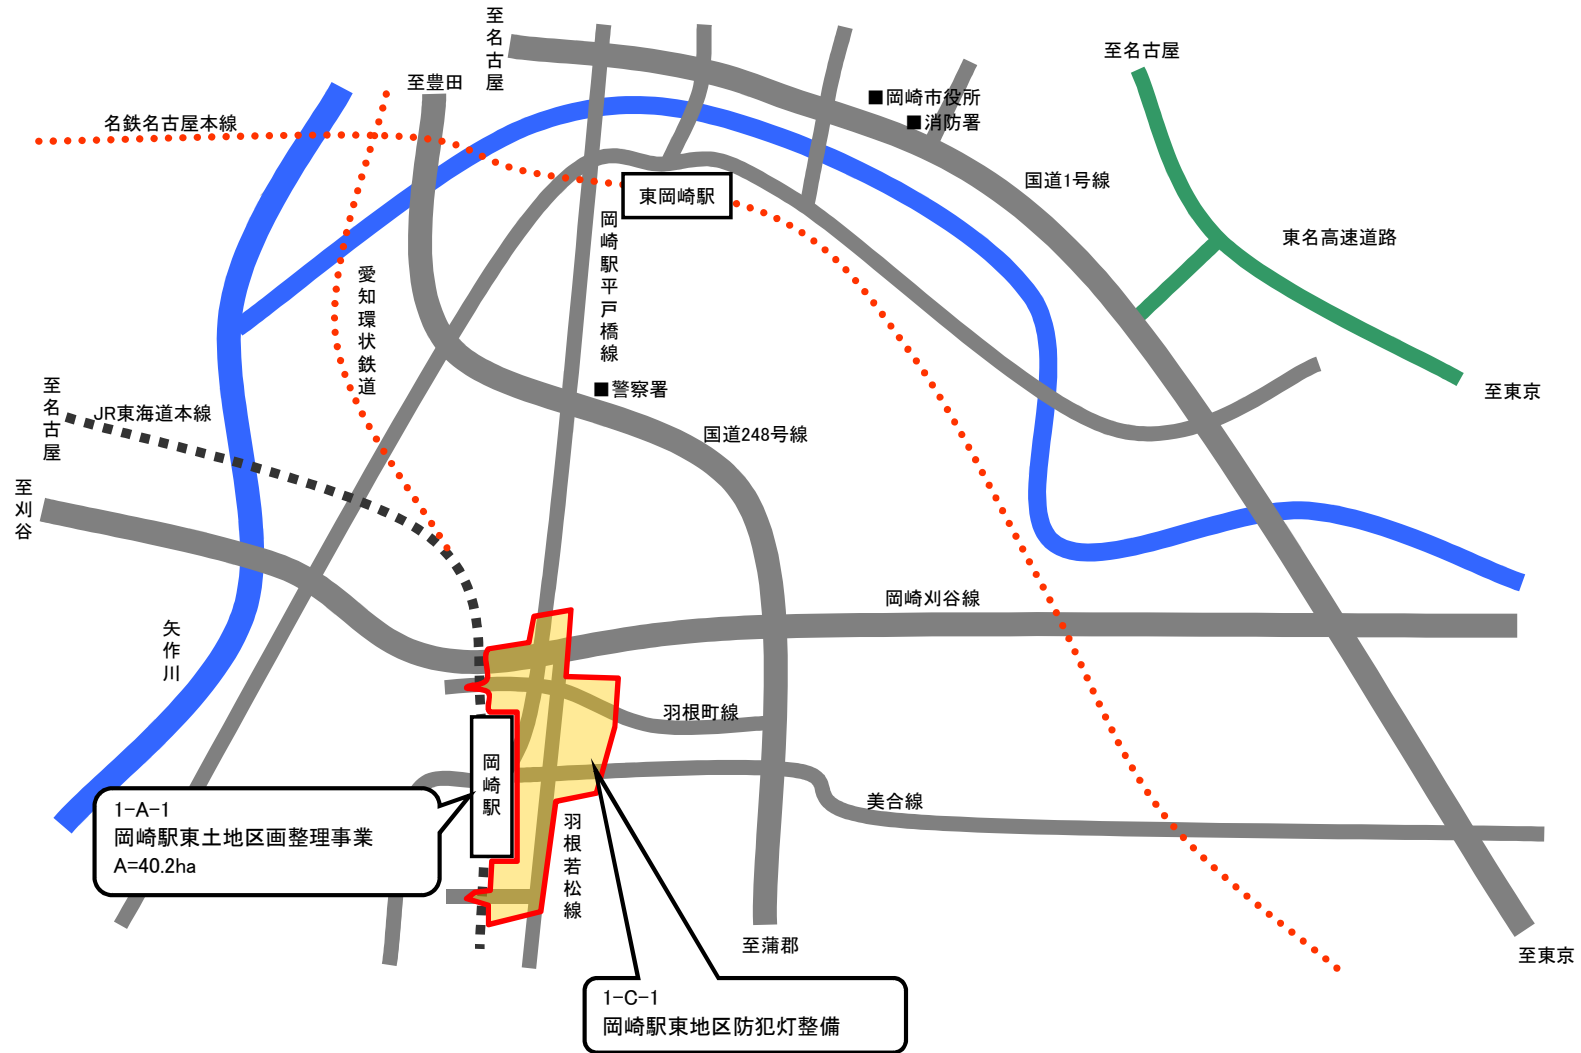 至名古屋
至豊田
至名古屋
■岡崎市役所
■消防署
名鉄名古屋本線
国道1号線
東岡崎駅
岡崎駅平戸橋線
東名高速道路
愛知環状鉄道
至名古屋
JR東海道本線
■警察署
至東京
国道248号線
至刈谷
岡崎刈谷線
矢作川
羽根町線
岡崎駅
美合線
1-A-1
岡崎駅東土地区画整理事業
A=40.2ha
羽根若松線
至蒲郡
至東京
1-C-1
岡崎駅東地区防犯灯整備